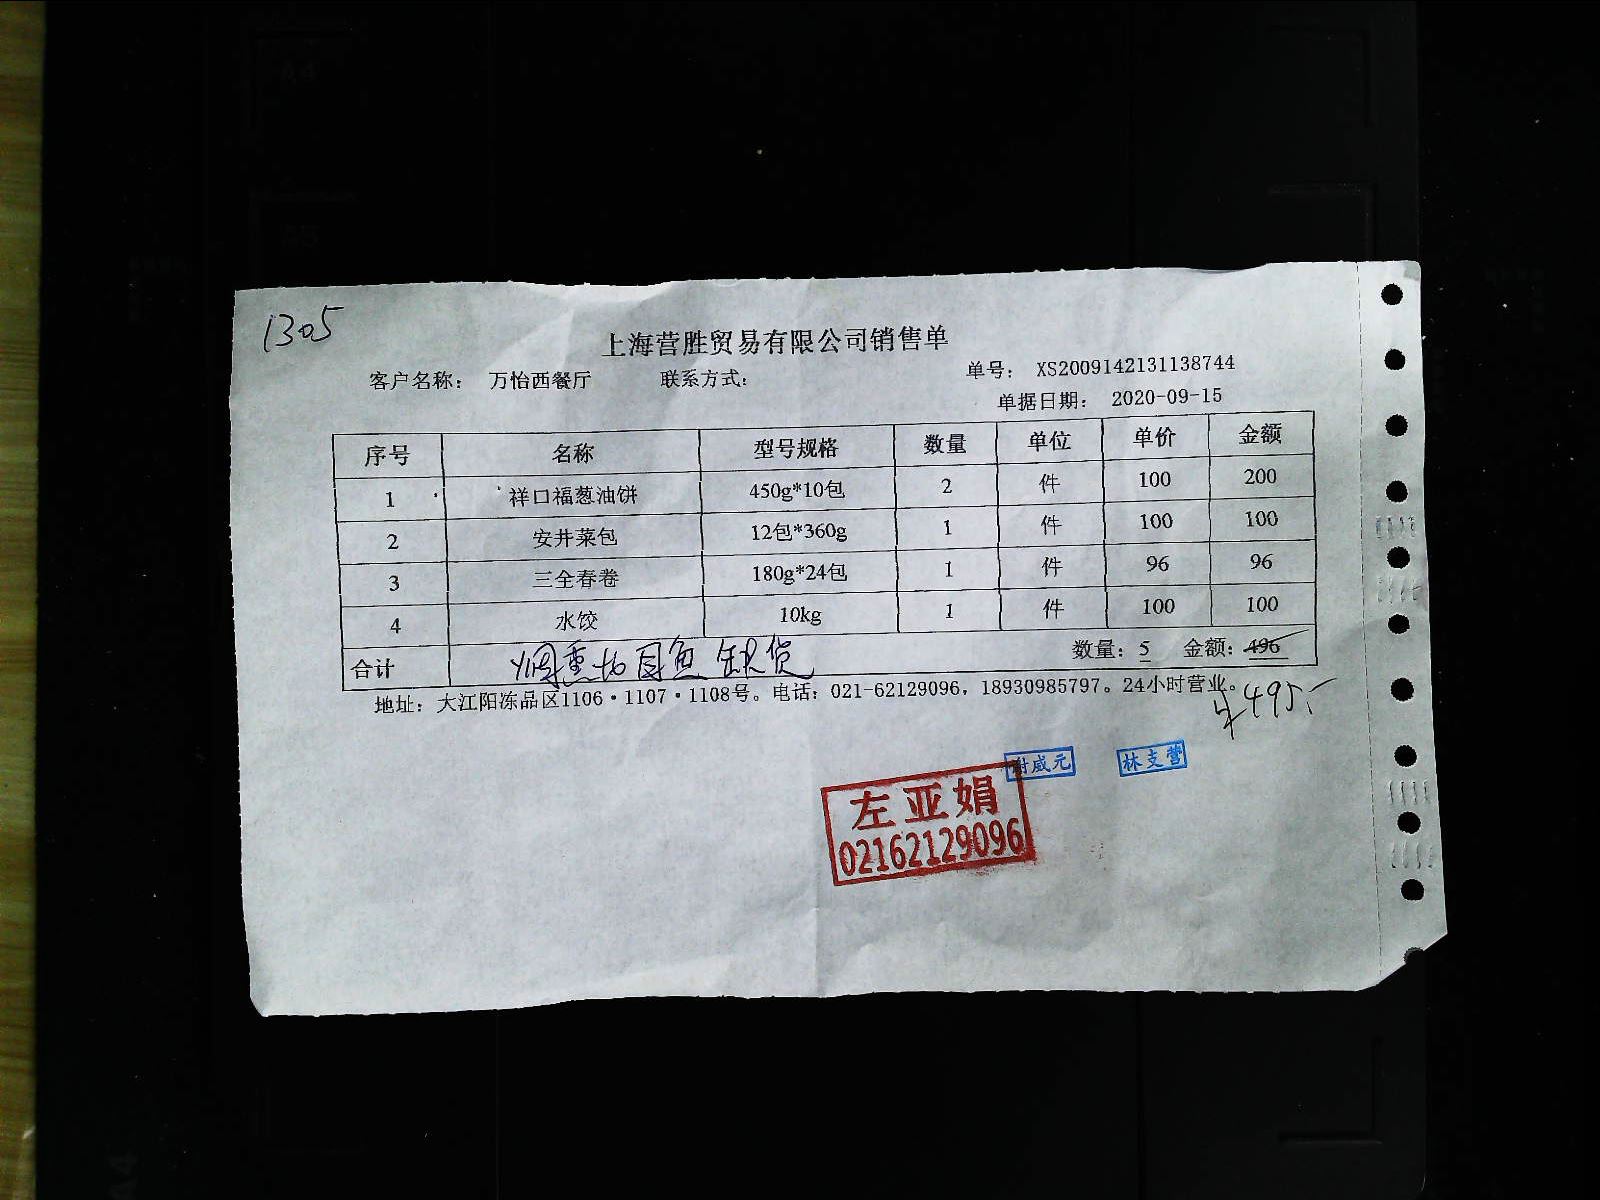 1305
上海营胜贸易有限公司销售单
客户名称： 万怡西餐厅 联系方式： 单号： XS2009142131138744
单据日期： 2020-09-15
序号 名称 型号规格 数量 单位 单价 金额
1 祥口福葱油饼 450g*10包 2 件 100 200
2 安井菜包 12包*360g 1 件 100 100
3 三全春卷 180g*24包 1 件 96 96
4 水饺 10kg 1 件 100 100
合计 数量：5 金额：496
缺货
地址：大江阳冻品区1106·1107·1108号。电话：021-62129096，18930985797。24小时营业。
495.-
威元 林支营
左亚娟
02162129096